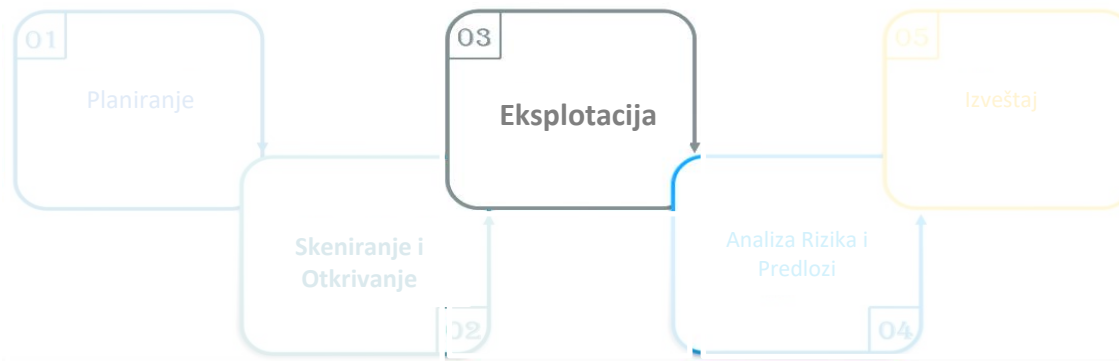 01
Planiranje
Skeniranje i
Otkrivanje
02
03
Eksplotacija
Analiza Rizika i
Predlozi
04
05
Izveštaj